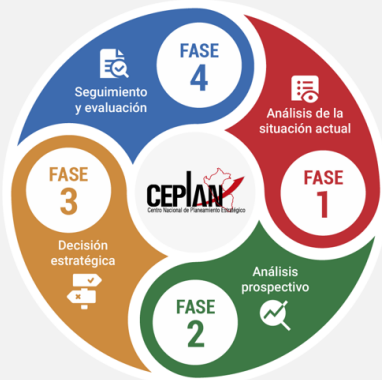 FASE
4
Seguimiento
y evaluación
Análisis de la
situación actual
FASE
1
FASE
3
Decisión
estratégica
CEPLAN
Centro Nacional de Planeamiento Estratégico
Análisis
prospectivo
FASE
2